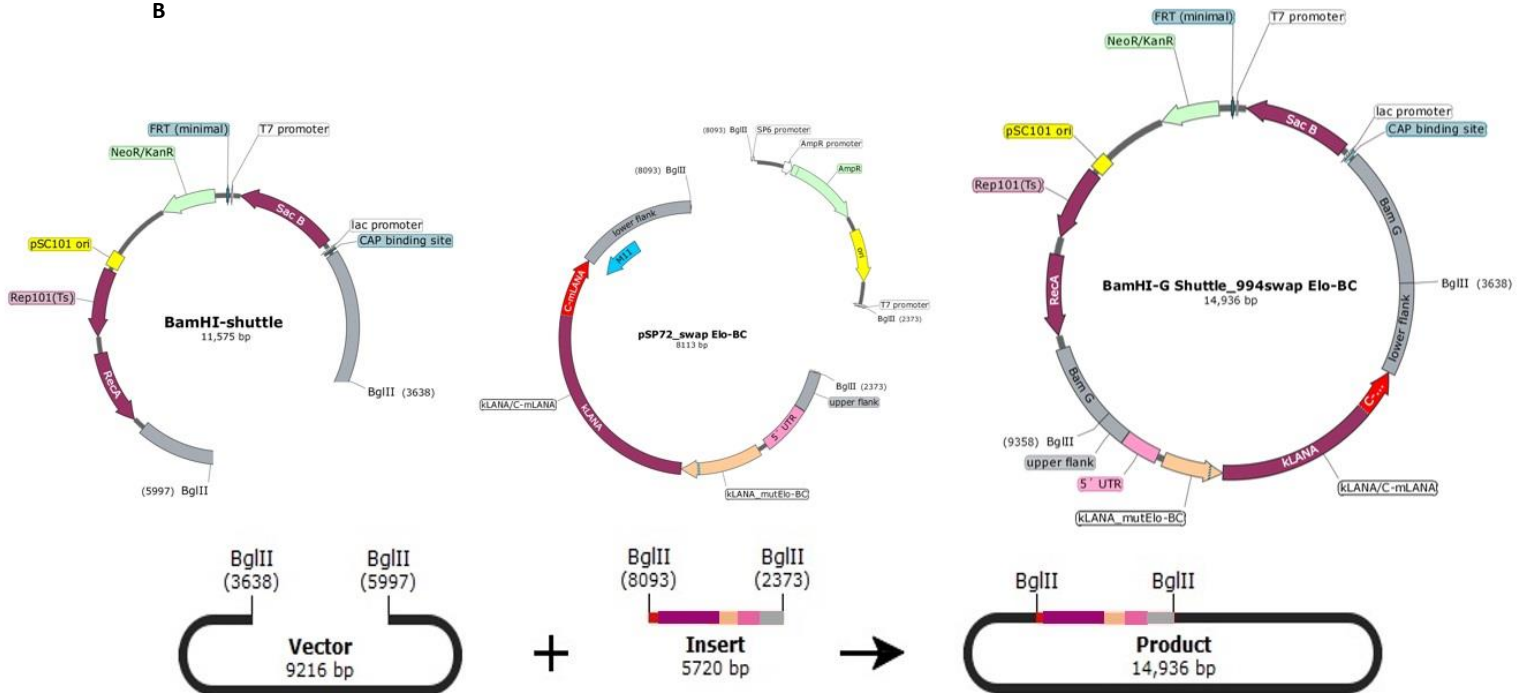 B
FRT (minimal)
T7 promoter
NeoR/KanR
Sac B
lac promoter
CAP binding site
pSC101 ori
Rep101(Ts)
RecA
BamHI-shuttle
11,575 bp
BglII (3638)
(5997) BglII
(8093) BglII
SP6 promoter
AmpR promoter
AmpR
ori
T7 promoter
BglII (2373)
(8093) BglII
lower flank
M11
C-mLANA
pSP72_swap Elo-BC
8113 bp
kLANA/C-mLANA
kLANA
BglII (2373)
upper flank
5´ UTR
kLANA_mutElo-BC
FRT (minimal)
T7 promoter
NeoR/KanR
Sac B
lac promoter
CAP binding site
pSC101 ori
Rep101(Ts)
Bam G
RecA
BamHI-G Shuttle_994swap Elo-BC
14,936 bp
BglII (3638)
lower flank
C-...
Bam G
(9358) BglII
upper flank
5´ UTR
kLANA
kLANA/C-mLANA
kLANA_mutElo-BC
BglII
(3638)
BglII
(5997)
Vector
9216 bp
+
BglII
(8093)
BglII
(2373)
Insert
5720 bp
BglII
BglII
Product
14,936 bp